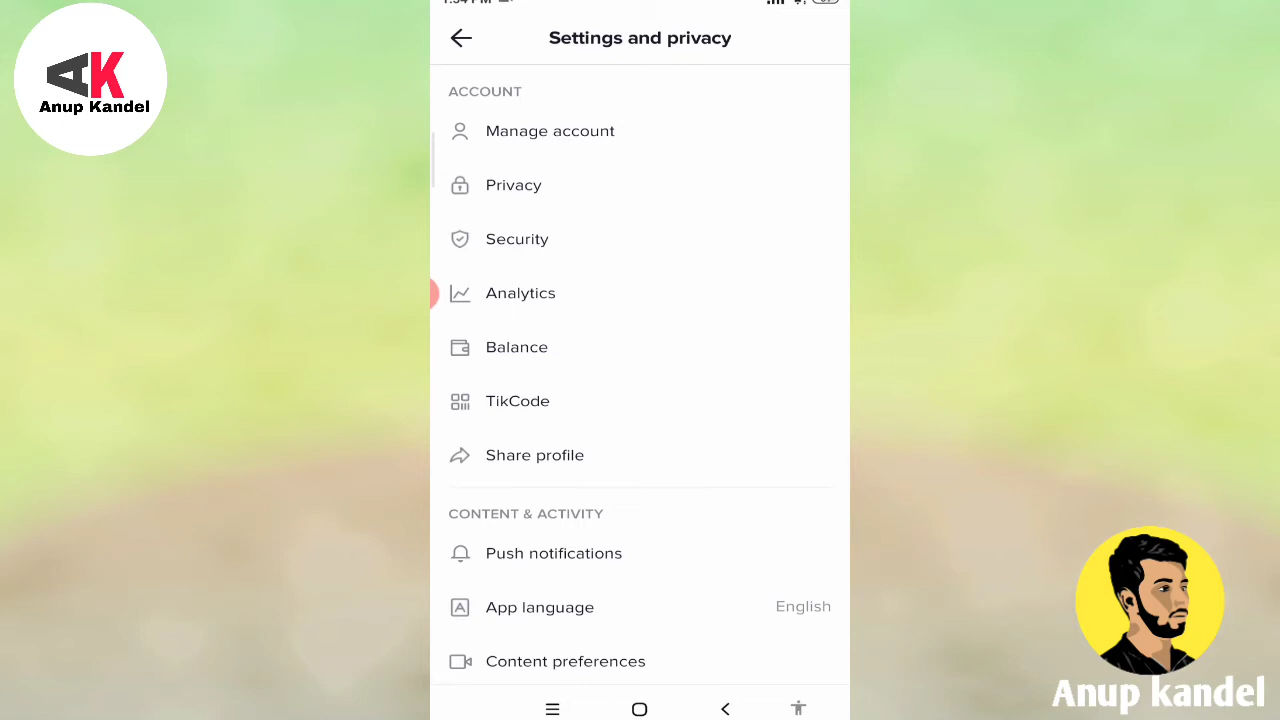 AK
Anup Kandel
Settings and privacy
ACCOUNT
Manage account
Privacy
Security
Analytics
Balance
TikCode
Share profile
CONTENT & ACTIVITY
Push notifications
App language
English
Content preferences
Anup kandel